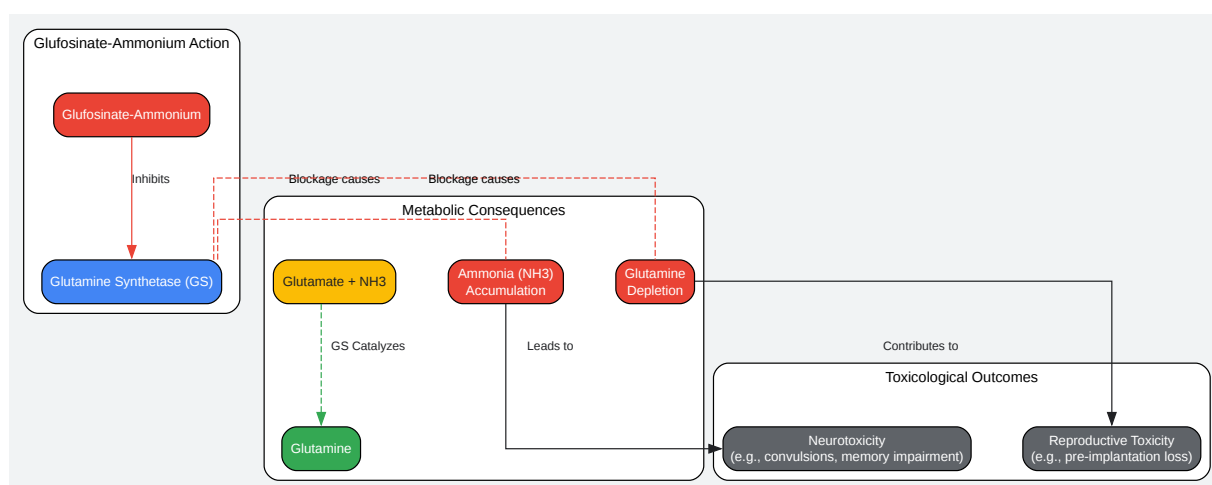 Glufosinate-Ammonium Action
Glufosinate-Ammonium
Inhibits
Blockage causes
Blockage causes
Glutamine Synthetase (GS)
Metabolic Consequences
Glutamate + NH3
Ammonia (NH3)
Accumulation
Glutamine
Depletion
GS Catalyzes
Leads to
Contributes to
Glutamine
Toxicological Outcomes
Neurotoxicity
(e.g., convulsions, memory impairment)
Reproductive Toxicity
(e.g., pre-implantation loss)